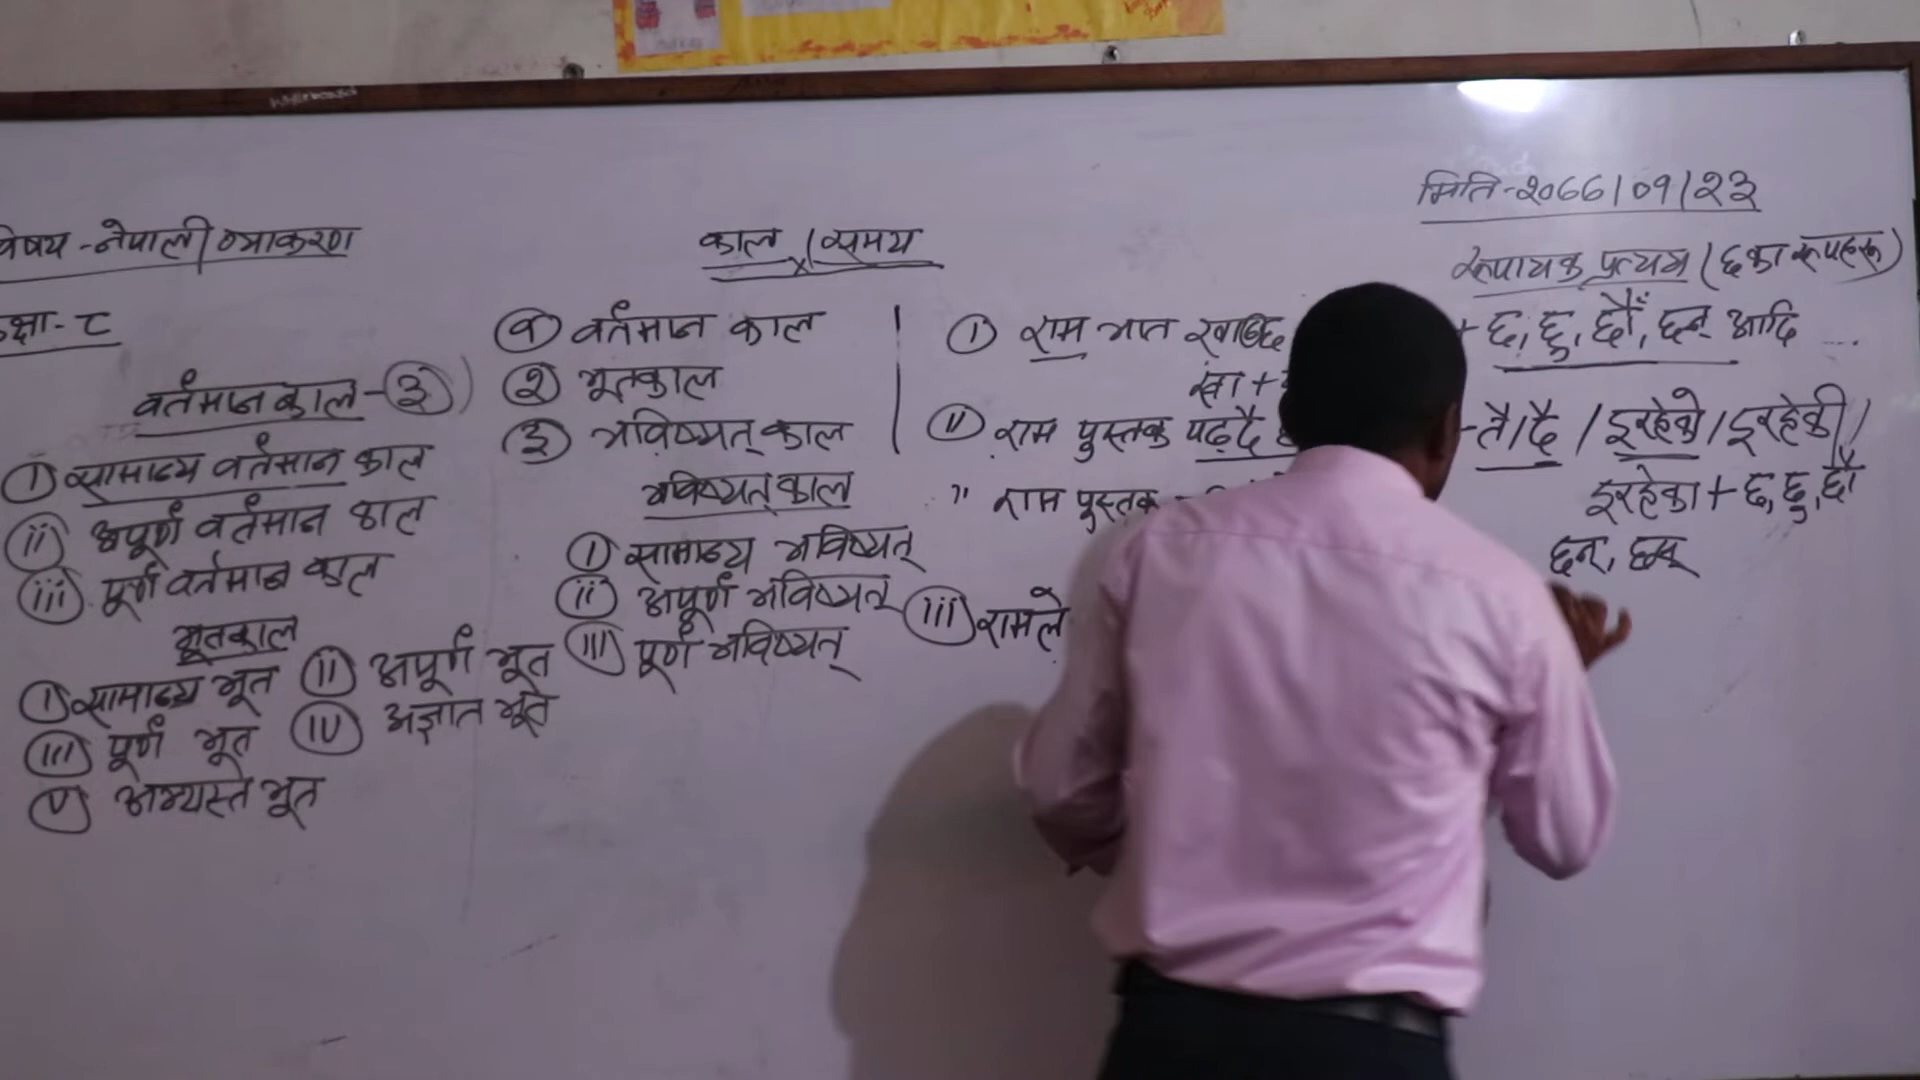 मिति-२०७७/०१/२३
विषय-नेपाली व्याकरण
काल/समय
रूपायक प्रत्यय (छका रूपहरू)
कक्षा-८
वर्तमान काल-३
१ वर्तमान काल
२ भूतकाल
३ भविष्यत् काल
i सामान्य वर्तमान काल
ii अपूर्ण वर्तमान काल
iii पूर्ण वर्तमान काल
भूतकाल
i सामान्य भूत
ii अपूर्ण भूत
iii पूर्ण भूत
iv अज्ञात भूत
v अभ्यस्त भूत
भविष्यत् काल
i सामान्य भविष्यत्
ii अपूर्ण भविष्यत्
iii पूर्ण भविष्यत्
i राम भात खान्छ
खा+
+ छ, छु, छौँ, छन् आदि ...
ii राम पुस्तक पढ्दै
-तै/दै / इरहेको / इरहेकी /
" राम पुस्तक
इरहेका + छ, छु, छौ
छन्, छस्
iii रामले